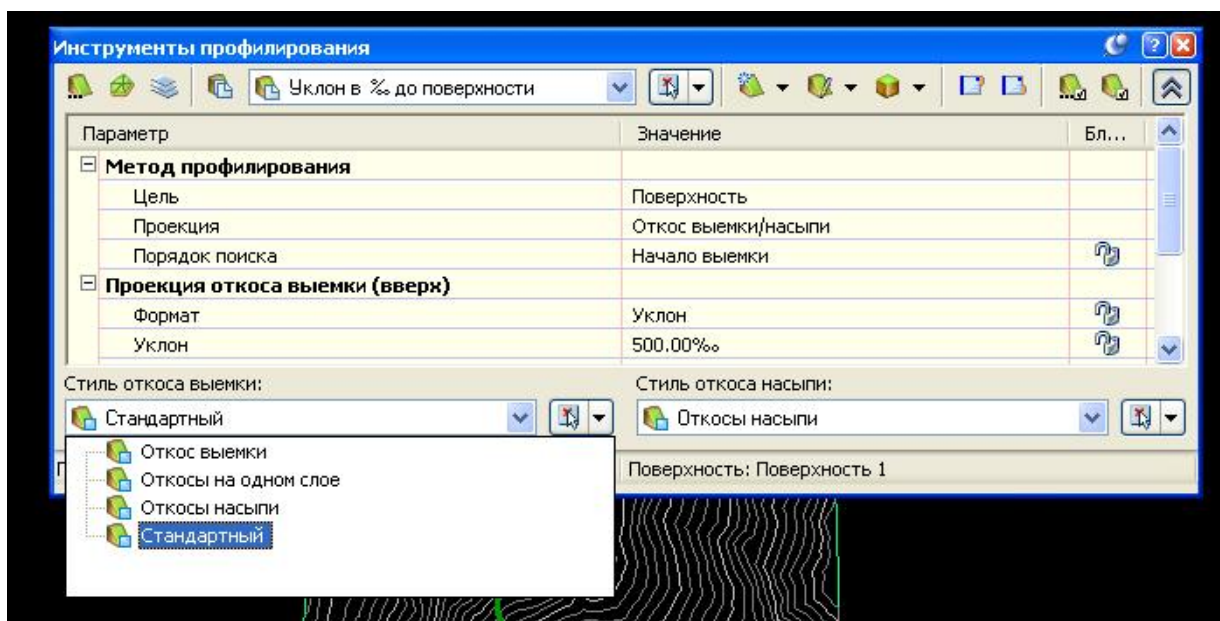 Инструменты профилирования
Уклон в ‰ до поверхности
Параметр Значение Бл...
Метод профилирования
Цель Поверхность
Проекция Откос выемки/насыпи
Порядок поиска Начало выемки
Проекция откоса выемки (вверх)
Формат Уклон
Уклон 500.00‰
Стиль откоса выемки: Стиль откоса насыпи:
Стандартный Откосы насыпи
Откос выемки
Откосы на одном слое
Откосы насыпи
Стандартный
Поверхность: Поверхность 1